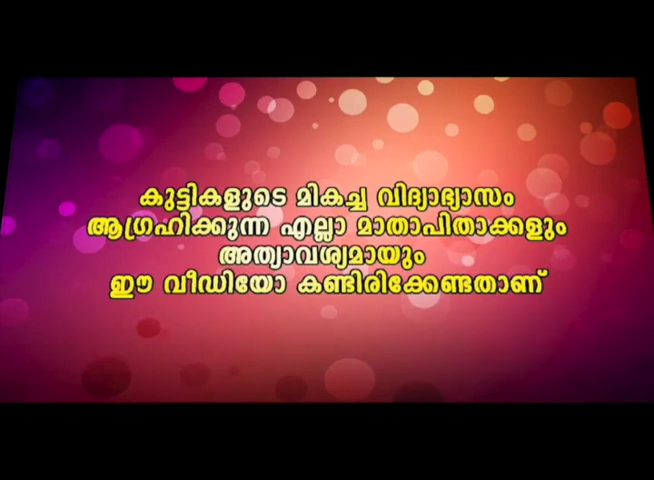 കുട്ടികളുടെ മികച്ച വിദ്യാഭ്യാസം
ആഗ്രഹിക്കുന്ന എല്ലാ മാതാപിതാക്കളും
അത്യാവശ്യമായും
ഈ വീഡിയോ കണ്ടിരിക്കേണ്ടതാണ്